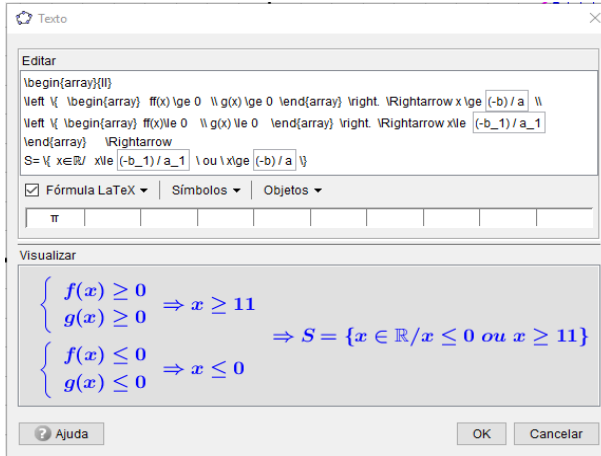 Texto
Editar
\begin{array}{ll}
\left \{ \begin{array} ff(x) \ge 0 \\ g(x) \ge 0 \end{array} \right. \Rightarrow x \ge (-b) / a \\
\left \{ \begin{array} ff(x)\le 0 \\ g(x) \le 0 \end{array} \right. \Rightarrow x\le (-b_1) / a_1
\end{array} \Rightarrow
S= \{ x∈ℝ/ x\le (-b_1) / a_1 \ ou \ x\ge (-b) / a \}
Fórmula LaTeX Símbolos Objetos
π
Visualizar
f(x) ≥ 0
g(x) ≥ 0 ⇒ x ≥ 11
f(x) ≤ 0
g(x) ≤ 0 ⇒ x ≤ 0
⇒ S = {x ∈ ℝ/x ≤ 0 ou x ≥ 11}
Ajuda OK Cancelar